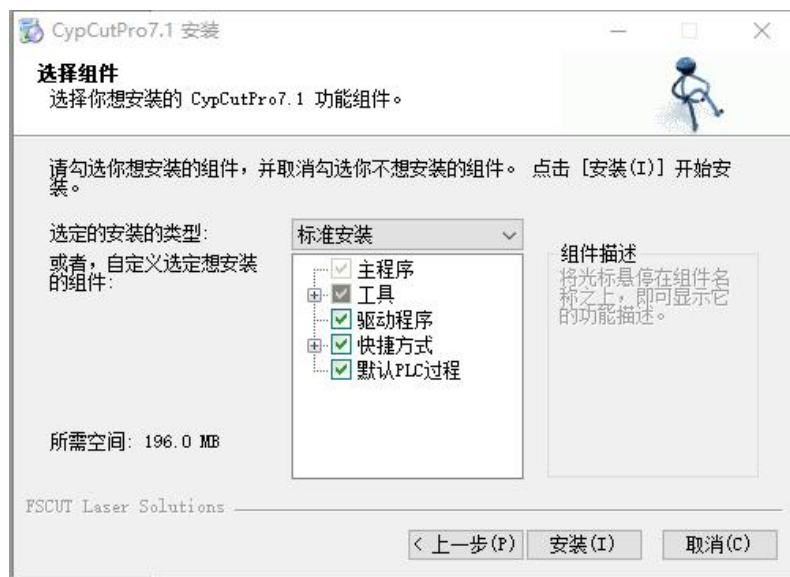 CypCutPro7.1 安装
选择组件
选择你想安装的 CypCutPro7.1 功能组件。
请勾选你想安装的组件，并取消勾选你不想安装的组件。 点击 [安装(I)] 开始安
装。
选定的安装的类型:
标准安装
或者，自定义选定想安装
的组件:
主程序
工具
驱动程序
快捷方式
默认PLC过程
组件描述
将光标悬停在组件名
称之上，即可显示它
的功能描述。
所需空间: 196.0 MB
FSCUT Laser Solutions
< 上一步(P)
安装(I)
取消(C)